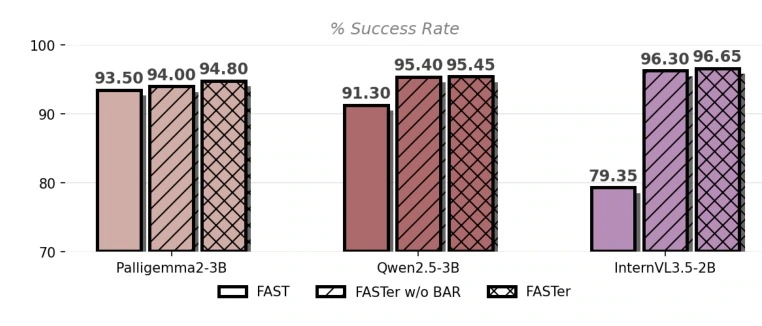 % Success Rate
100
90
80
70
93.50 94.00 94.80
91.30 95.40 95.45
79.35 96.30 96.65
Palligemma2-3B Qwen2.5-3B InternVL3.5-2B
FAST FASTer w/o BAR FASTer